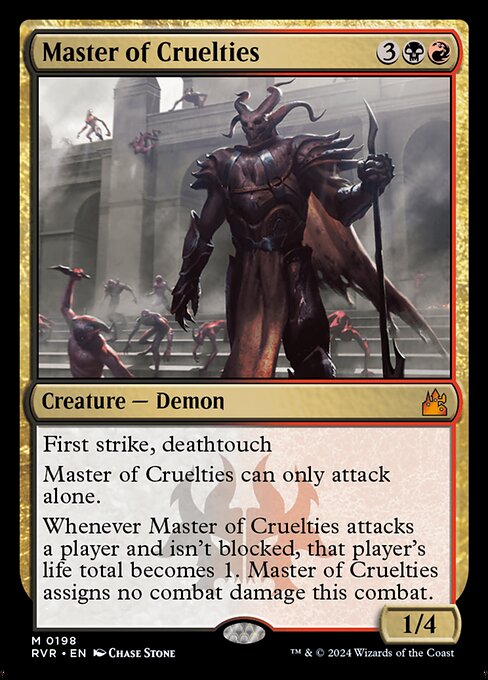 Master of Cruelties 3
Creature — Demon
First strike, deathtouch
Master of Cruelties can only attack
alone.
Whenever Master of Cruelties attacks
a player and isn't blocked, that player's
life total becomes 1. Master of Cruelties
assigns no combat damage this combat.
1/4
M 0198
RVR • EN Chase Stone
™ & © 2024 Wizards of the Coast